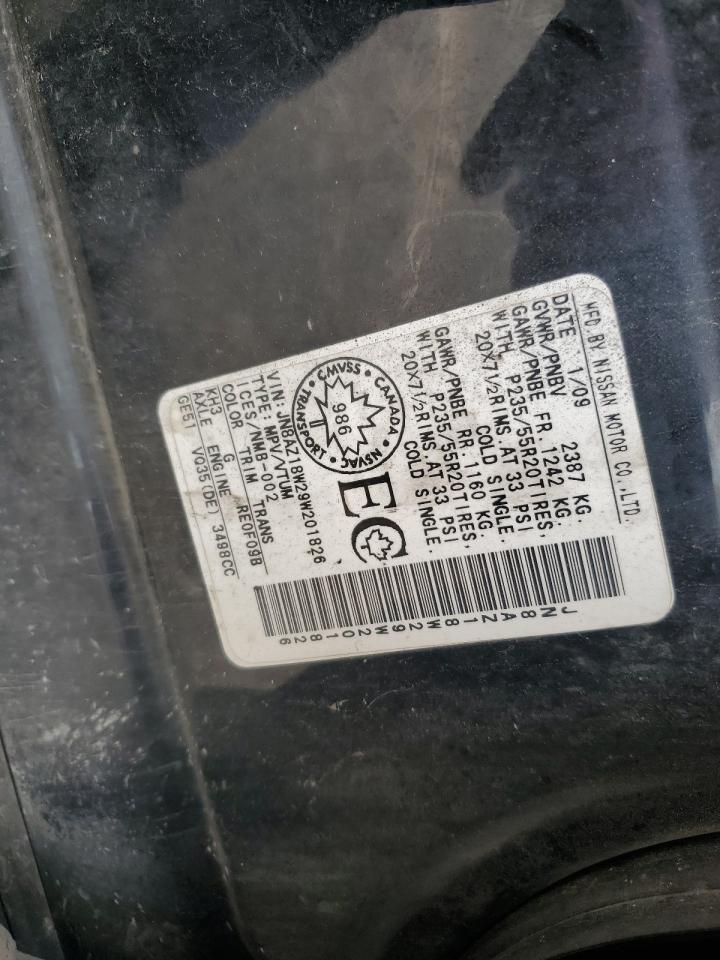 MFD BY NISSAN MOTOR CO.,LTD.
DATE 1/09
GVWR/PNBV 2387 KG.
GAWR/PNBE FR. 1242 KG.
WITH P235/55R20TIRES,
20X7 1/2RIMS.AT 33 PSI
COLD SINGLE.
GAWR/PNBE RR. 1160 KG.
WITH P235/55R20TIRES,
20X7 1/2RIMS.AT 33 PSI
COLD SINGLE.
CMVSS • CANADA • NSVAC • TRANSPORT •
986
EC
VIN: JN8AZ18W29W201826
TYPE: MPV/VTUM
ICES/NMB-002
COLOR TRIM TRANS
KH3 G RE0F09B
AXLE ENGINE
GE51 VQ35(DE) 3498CC
JN8AZ18W29W201826